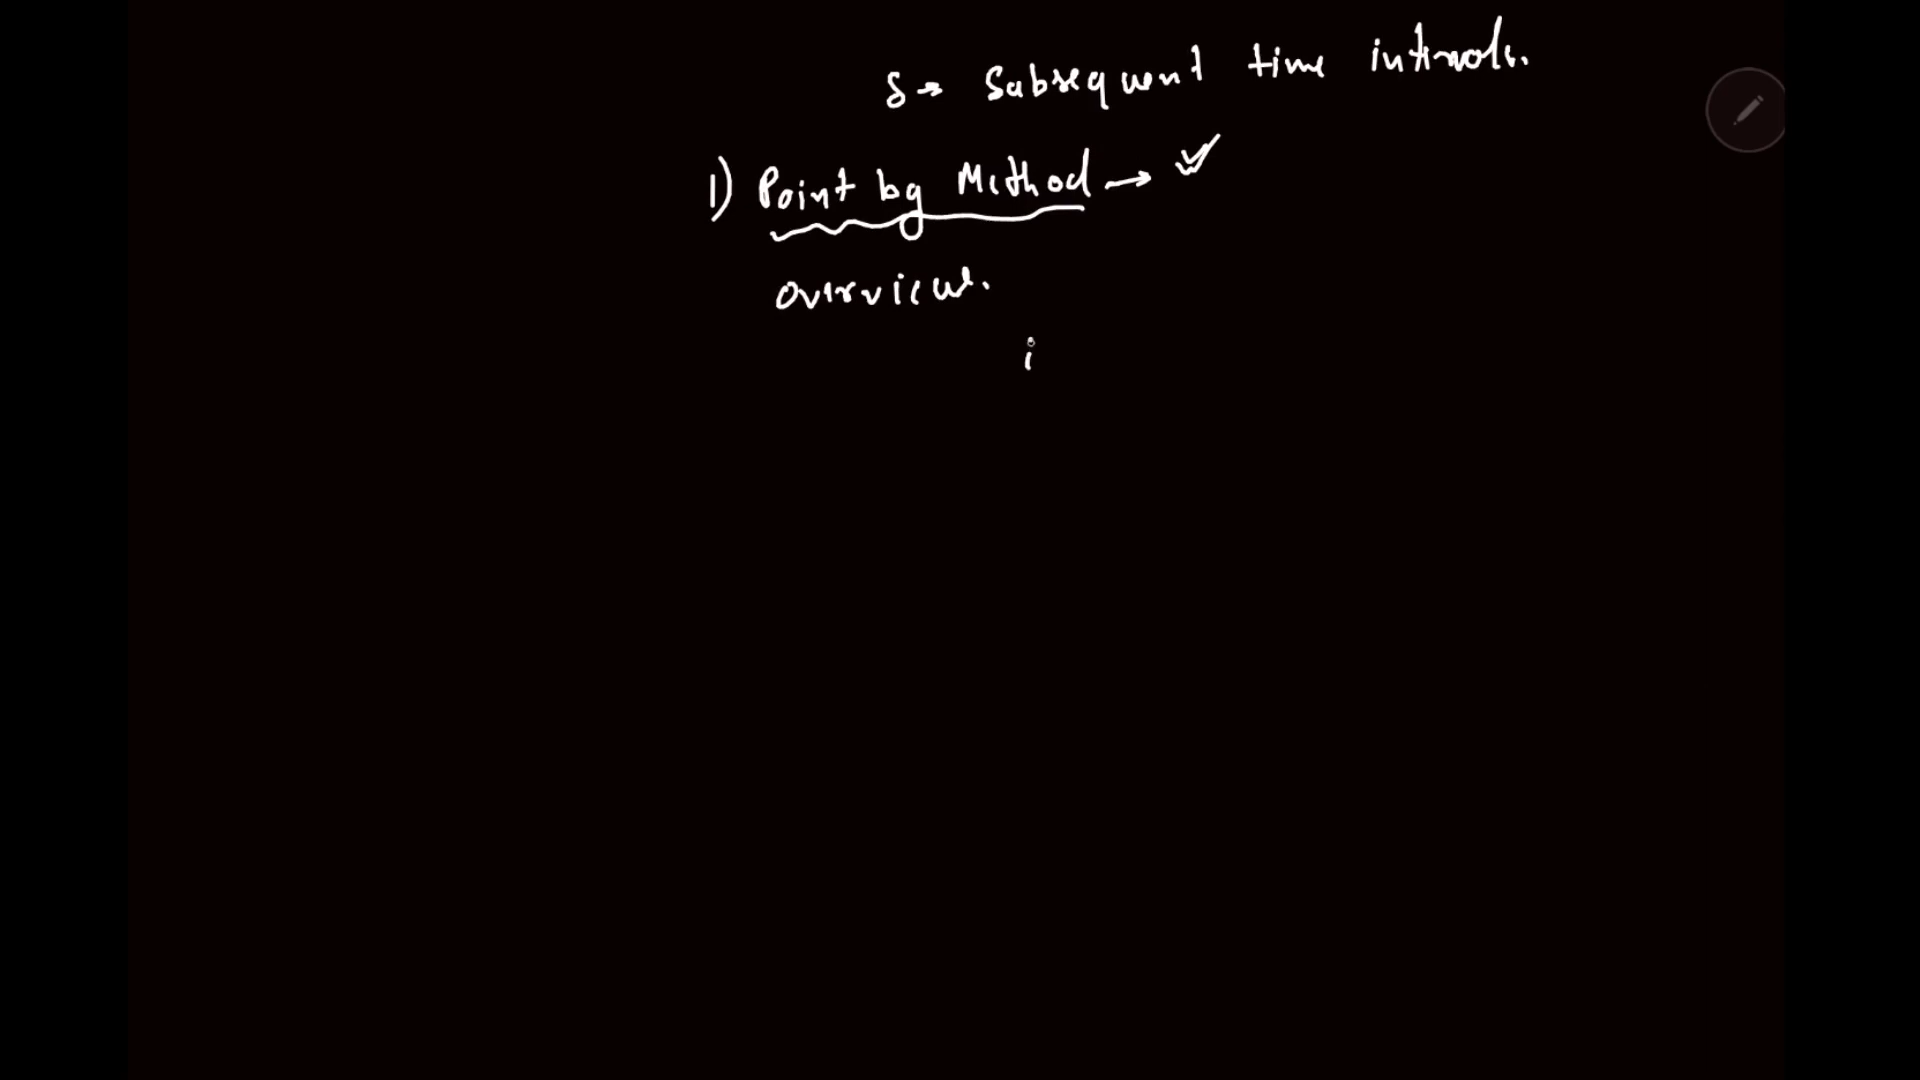 S→ Subsequent time intervals.
1) Point by Method →
overview.
i